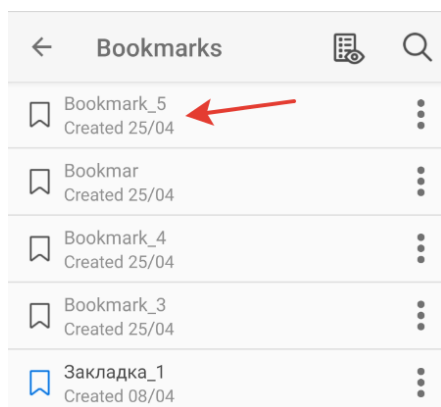 Bookmarks
Bookmark_5
Created 25/04
Bookmar
Created 25/04
Bookmark_4
Created 25/04
Bookmark_3
Created 25/04
Закладка_1
Created 08/04